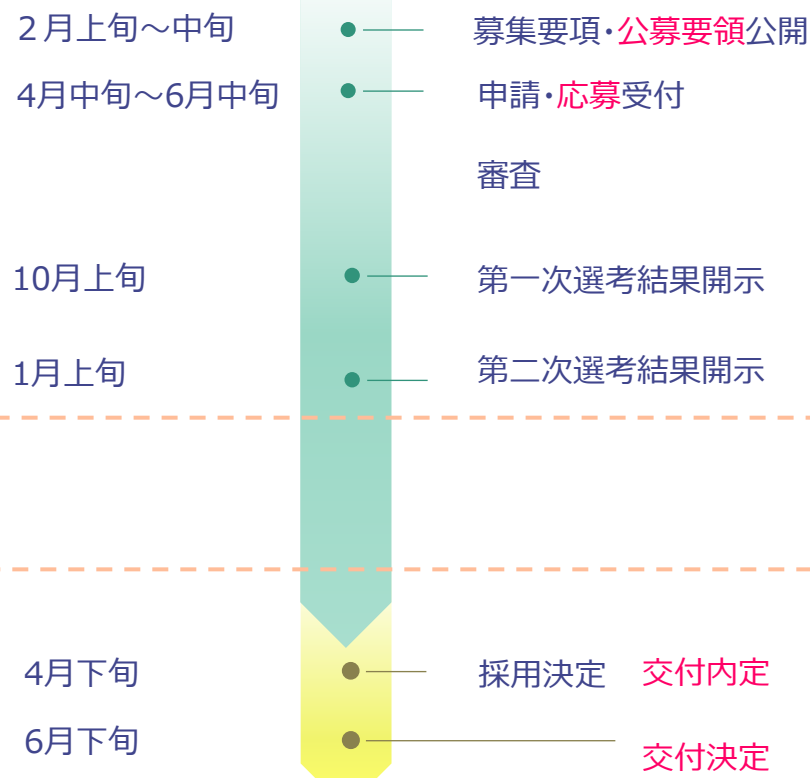 ２月上旬～中旬 募集要項･公募要領公開
4月中旬～6月中旬 申請･応募受付
審査
10月上旬 第一次選考結果開示
1月上旬 第二次選考結果開示
4月下旬 採用決定 交付内定
6月下旬 交付決定